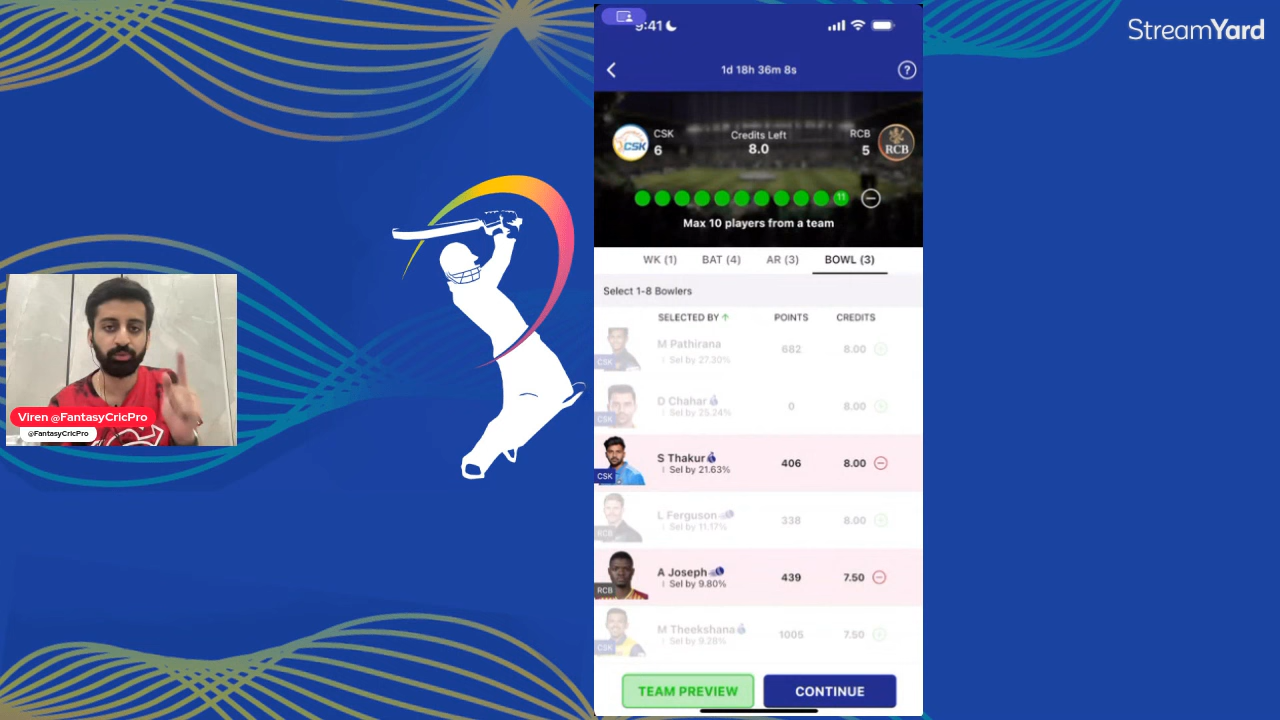 StreamYard
9:41
1d 18h 36m 8s
?
CSK
6
CSK
Credits Left
8.0
RCB
5
RCB
11
Max 10 players from a team
WK (1) BAT (4) AR (3) BOWL (3)
Select 1-8 Bowlers
SELECTED BY ↑ POINTS CREDITS
M Pathirana
Sel by 27.30%
682 8.00
CSK
D Chahar
Sel by 25.24%
0 8.00
CSK
S Thakur
Sel by 21.63%
406 8.00
CSK
L Ferguson
Sel by 11.17%
338 8.00
RCB
A Joseph
Sel by 9.80%
439 7.50
RCB
M Theekshana
Sel by 9.28%
1005 7.50
CSK
TEAM PREVIEW CONTINUE
Viren @FantasyCricPro
@FantasyCricPro